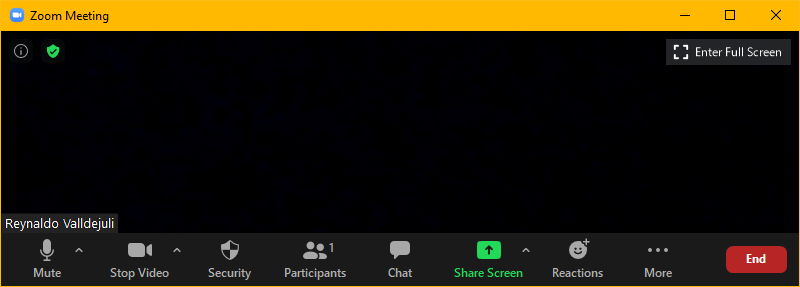 Zoom Meeting
Enter Full Screen
Reynaldo Valldejuli
1
Mute
Stop Video
Security
Participants
Chat
Share Screen
Reactions
More
End